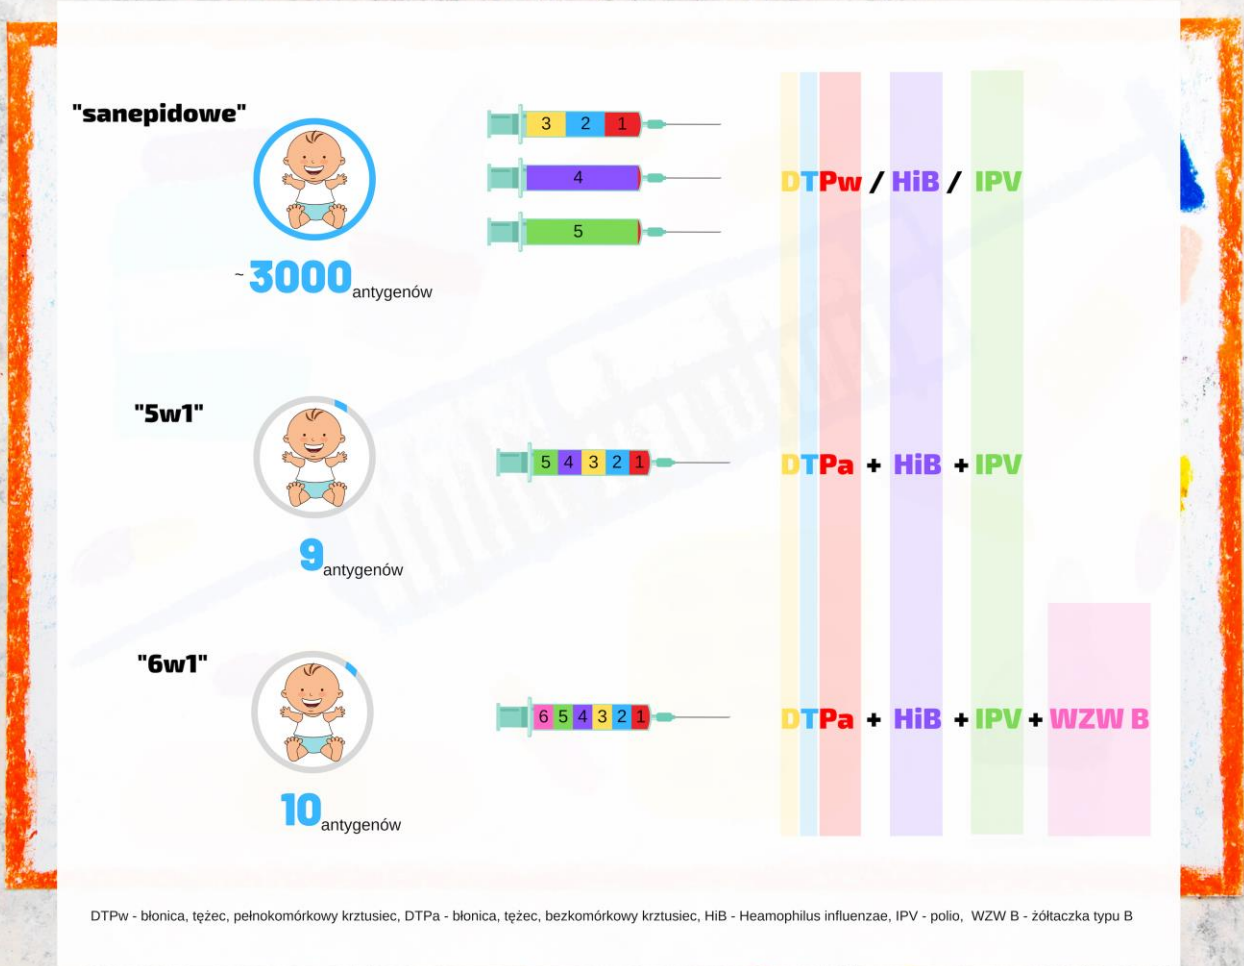 "sanepidowe"
3 2 1
4
DTPw / HiB / IPV
5
~ 3000 antygenów
"5w1"
5 4 3 2 1
DTPa + HiB + IPV
9 antygenów
"6w1"
6 5 4 3 2 1
DTPa + HiB + IPV + WZW B
10 antygenów
DTPw - błonica, tężec, pełnokomórkowy krztusiec, DTPa - błonica, tężec, bezkomórkowy krztusiec, HiB - Heamophilus influenzae, IPV - polio, WZW B - żółtaczka typu B